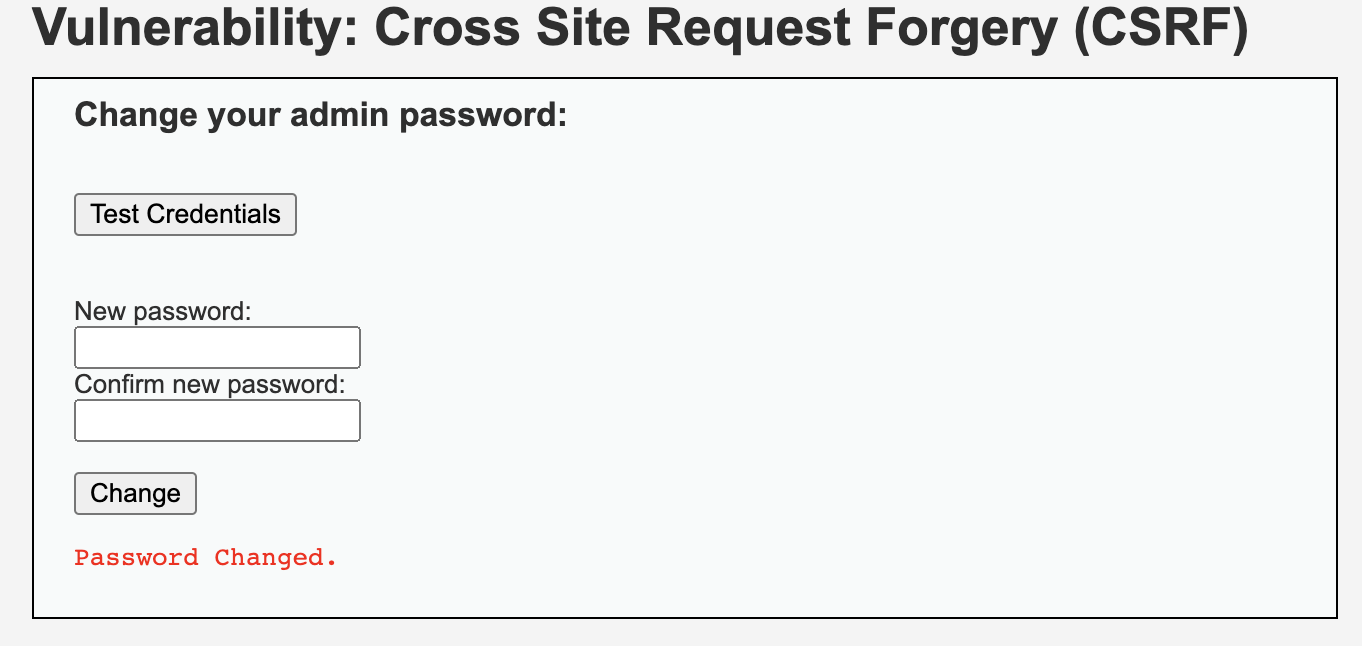 Vulnerability: Cross Site Request Forgery (CSRF)
Change your admin password:
Test Credentials
New password:
Confirm new password:
Change
Password Changed.